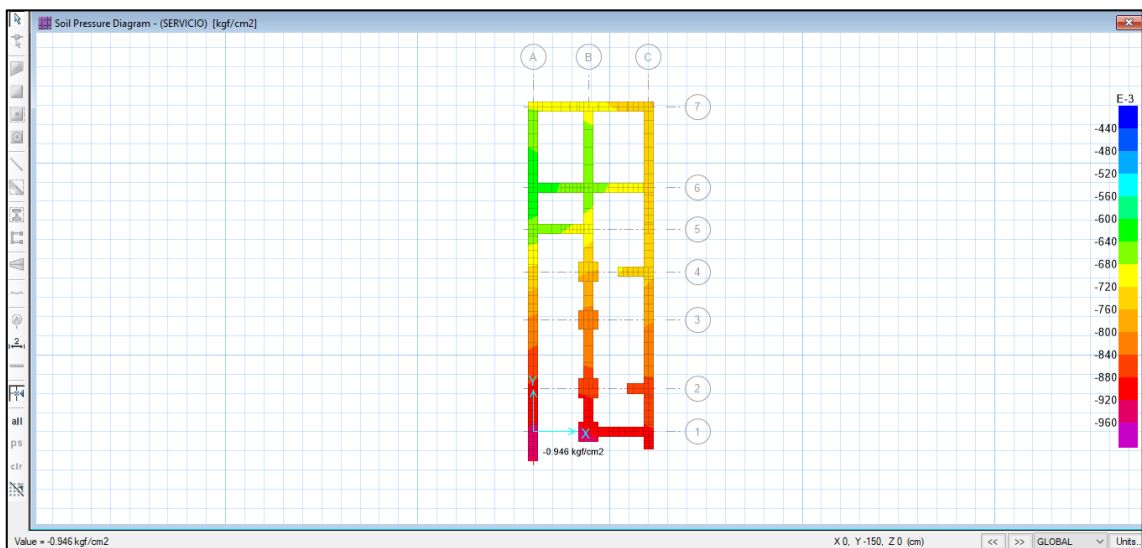 Soil Pressure Diagram - (SERVICIO) [kgf/cm2]
A B C
7
E-3
-440
-480
-520
-560
-600
-640
-680
-720
-760
-800
-840
-880
-920
-960
6
5
4
3
2
1
Y
X
-0.946 kgf/cm2
2
all
ps
clr
Value = -0.946 kgf/cm2
X 0, Y -150, Z 0 (cm)
<< >> GLOBAL Units...